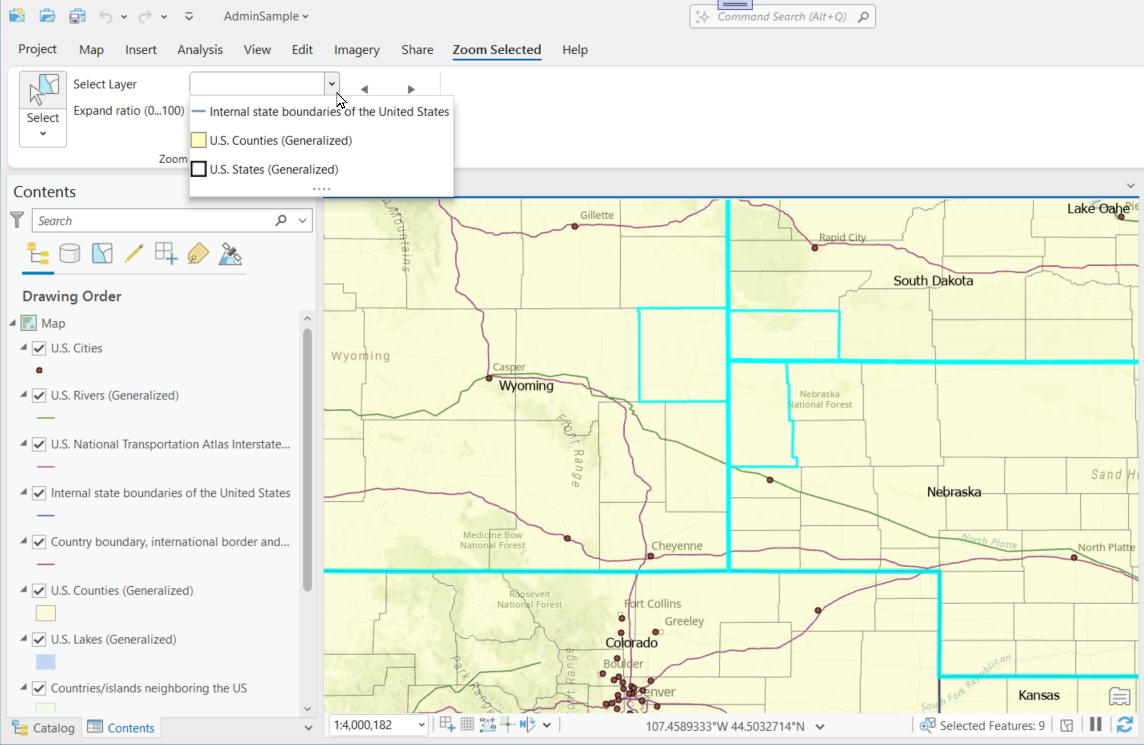 AdminSample
Command Search (Alt+Q)
Project
Map
Insert
Analysis
View
Edit
Imagery
Share
Zoom Selected
Help
Select Layer
Expand ratio (0...100)
Select
Zoom
Internal state boundaries of the United States
U.S. Counties (Generalized)
U.S. States (Generalized)
Contents
Search
Drawing Order
Map
U.S. Cities
U.S. Rivers (Generalized)
U.S. National Transportation Atlas Interstate...
Internal state boundaries of the United States
Country boundary, international border and...
U.S. Counties (Generalized)
U.S. Lakes (Generalized)
Countries/islands neighboring the US
Catalog
Contents
Mountains
Gillette
Lake Oahe
Rapid City
South Dakota
Wyoming
Casper
Wyoming
Nebraska
National Forest
Front Range
Sand H
Nebraska
Medicine Bow
National Forest
Cheyenne
North Platte
North Platte
Roosevelt
National Forest
Fort Collins
Greeley
Colorado
Boulder
enver
Park Range
South Fork Republican
Kansas
1:4,000,182
107.4589333°W 44.5032714°N
Selected Features: 9